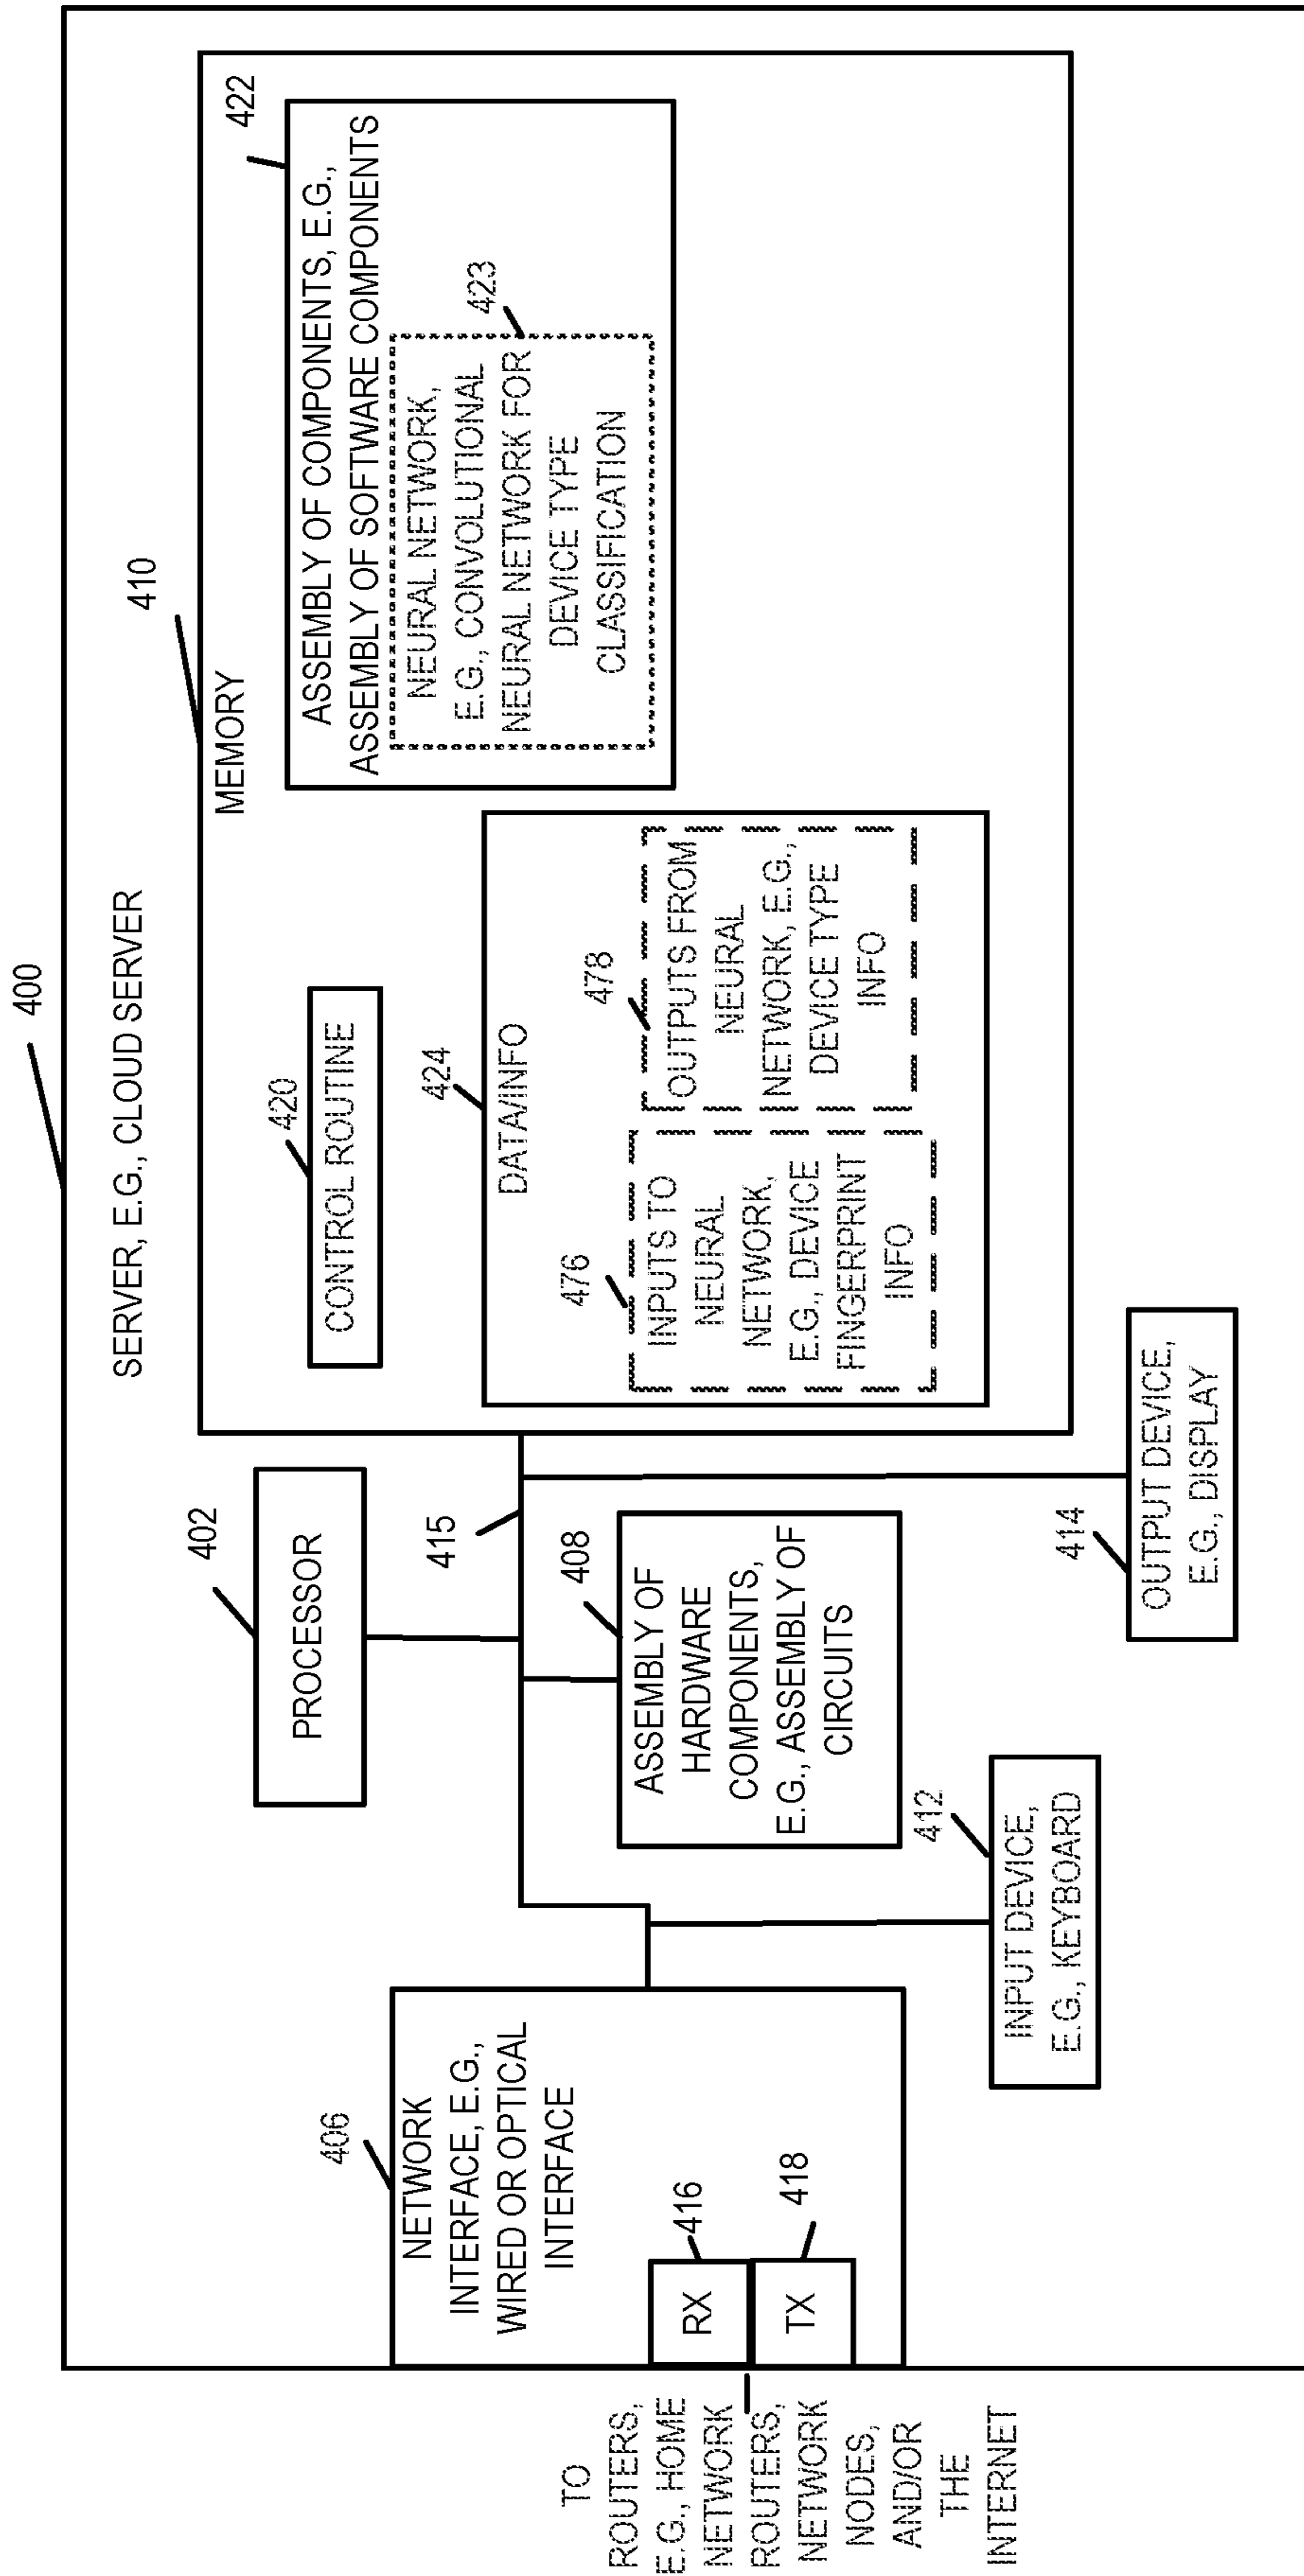 400
SERVER, E.G., CLOUD SERVER
406
NETWORK
INTERFACE, E.G.,
WIRED OR OPTICAL
INTERFACE
RX
416
TX
418
TO
ROUTERS,
E.G., HOME
NETWORK
ROUTERS,
NETWORK
NODES,
AND/OR
THE
INTERNET
402
PROCESSOR
415
408
ASSEMBLY OF
HARDWARE
COMPONENTS,
E.G., ASSEMBLY OF
CIRCUITS
412
INPUT DEVICE,
E.G., KEYBOARD
414
OUTPUT DEVICE,
E.G., DISPLAY
410
MEMORY
420
CONTROL ROUTINE
424
DATA/INFO
476
INPUTS TO
NEURAL
NETWORK,
E.G., DEVICE
FINGERPRINT
INFO
478
OUTPUTS FROM
NEURAL
NETWORK, E.G.,
DEVICE TYPE
INFO
422
ASSEMBLY OF COMPONENTS, E.G.,
ASSEMBLY OF SOFTWARE COMPONENTS
423
NEURAL NETWORK,
E.G., CONVOLUTIONAL
NEURAL NETWORK FOR
DEVICE TYPE
CLASSIFICATION